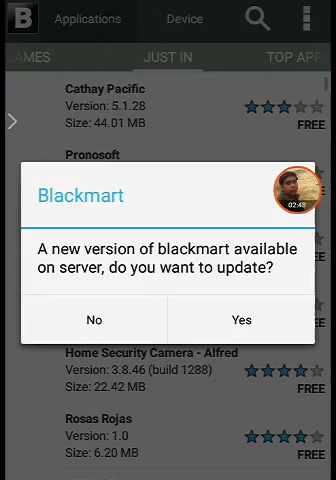 B Applications Device
GAMES JUST IN TOP APPS
Cathay Pacific
Version: 5.1.28
Size: 44.01 MB
FREE
Pronosoft
Blackmart
02:48
A new version of blackmart available
on server, do you want to update?
No Yes
Home Security Camera - Alfred
Version: 3.8.46 (build 1288)
Size: 22.42 MB
FREE
Rosas Rojas
Version: 1.0
Size: 6.20 MB
FREE